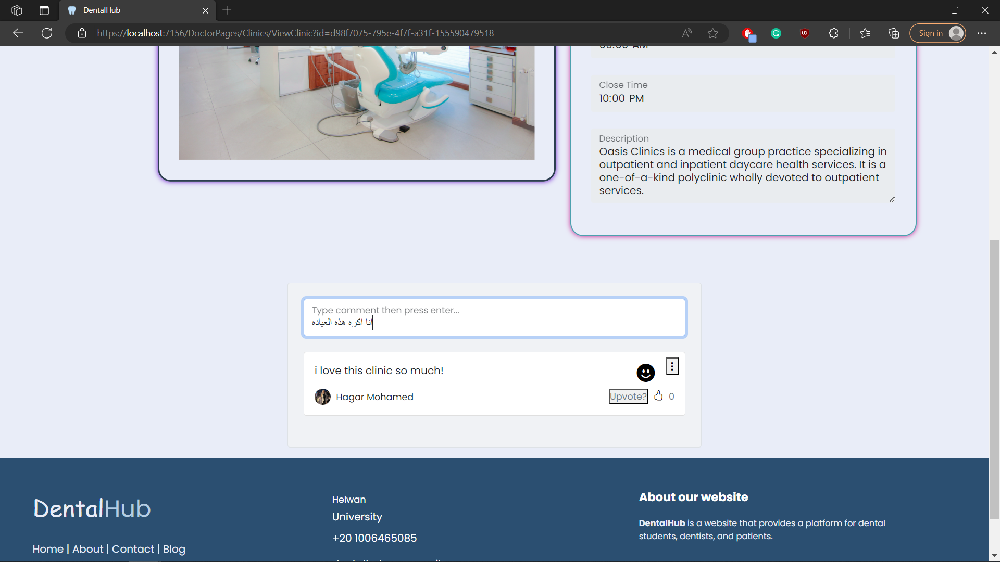 DentalHub
https://localhost:7156/DoctorPages/Clinics/ViewClinic?id=d98f7075-795e-4f7f-a31f-155590479518
Sign in
Close Time
10:00 PM
Description
Oasis Clinics is a medical group practice specializing in
outpatient and inpatient daycare health services. It is a
one-of-a-kind polyclinic wholly devoted to outpatient
services.
Type comment then press enter...
انا اكره هذه العياده
i love this clinic so much!
Hagar Mohamed
Upvote? 0
DentalHub
Home | About | Contact | Blog
Helwan
University
+20 1006465085
About our website
DentalHub is a website that provides a platform for dental
students, dentists, and patients.